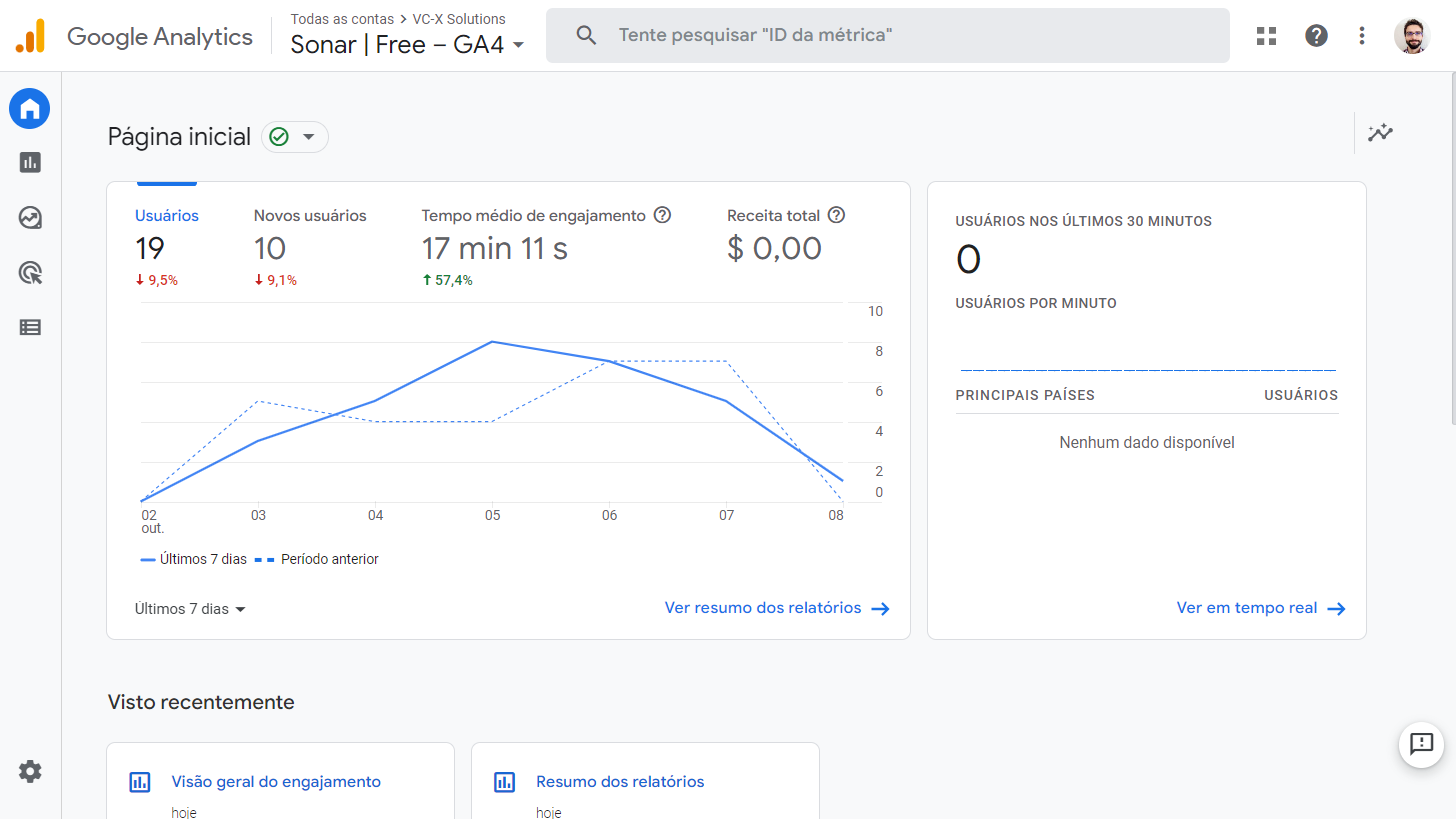 Google Analytics
Todas as contas > VC-X Solutions
Sonar | Free – GA4
Tente pesquisar "ID da métrica"
Página inicial
Usuários
19
9,5%
Novos usuários
10
9,1%
Tempo médio de engajamento
17 min 11 s
57,4%
Receita total
$ 0,00
10
8
6
4
2
0
02
out.
03
04
05
06
07
08
Últimos 7 dias
Período anterior
Últimos 7 dias
Ver resumo dos relatórios
USUÁRIOS NOS ÚLTIMOS 30 MINUTOS
0
USUÁRIOS POR MINUTO
PRINCIPAIS PAÍSES USUÁRIOS
Nenhum dado disponível
Ver em tempo real
Visto recentemente
Visão geral do engajamento
hoje
Resumo dos relatórios
hoje